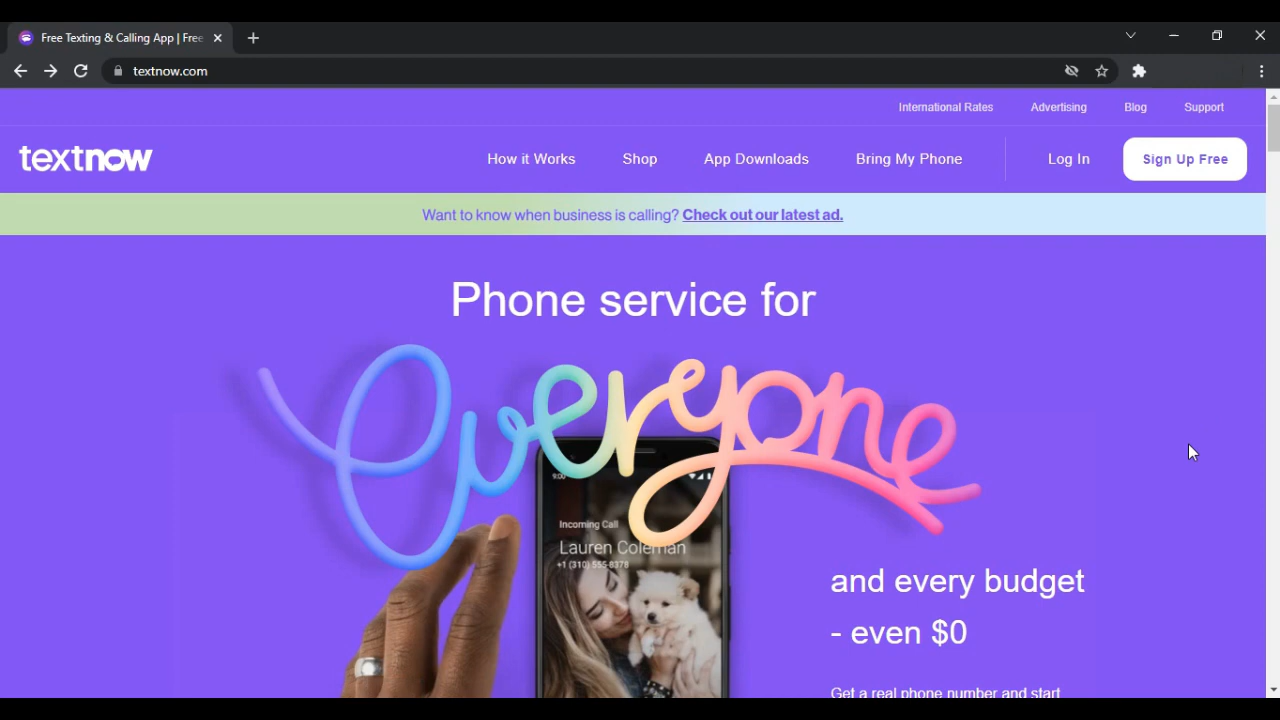 Free Texting & Calling App | Free
textnow.com
International Rates
Advertising
Blog
Support
textnow
How it Works
Shop
App Downloads
Bring My Phone
Log In
Sign Up Free
Want to know when business is calling? Check out our latest ad.
Phone service for
Everyone
9:00
Incoming Call
Lauren Coleman
+1 (310) 555-8378
and every budget
- even $0
Get a real phone number and start